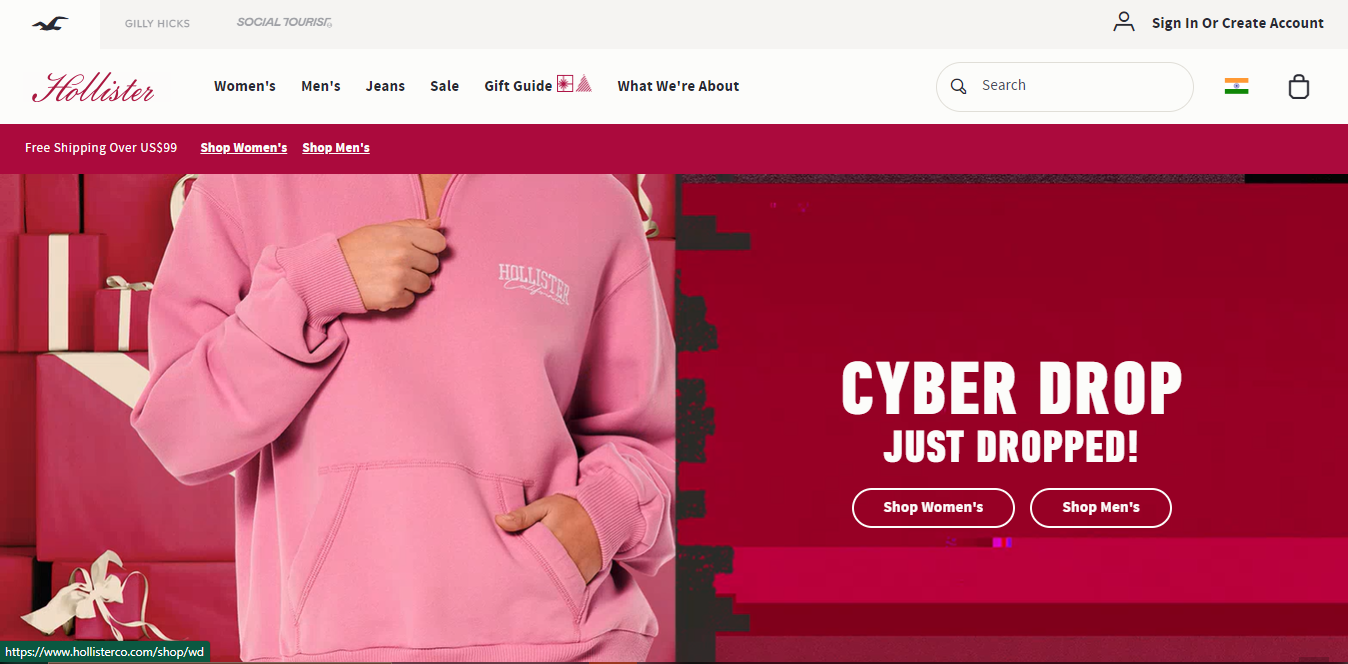 GILLY HICKS
SOCIAL TOURIST
Sign In Or Create Account
Hollister
Women's
Men's
Jeans
Sale
Gift Guide
What We're About
Search
Free Shipping Over US$99
Shop Women's
Shop Men's
HOLLISTER
California
CYBER DROP
JUST DROPPED!
Shop Women's
Shop Men's
https://www.hollisterco.com/shop/wd